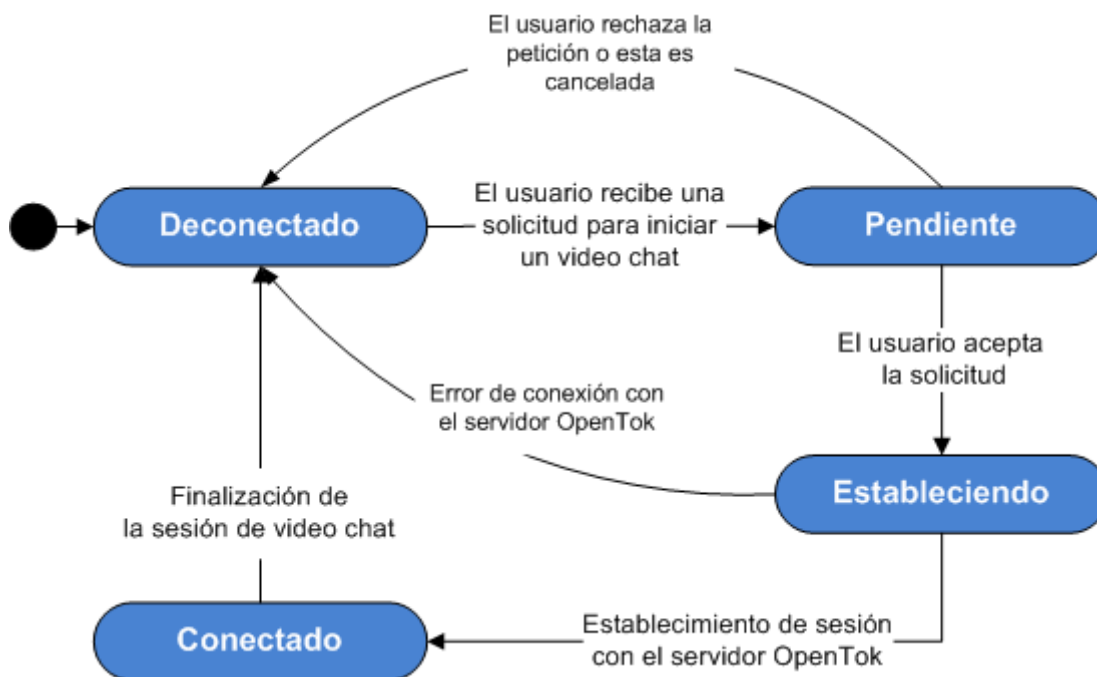 El usuario rechaza la
petición o esta es
cancelada
Deconectado
El usuario recibe una
solicitud para iniciar
un video chat
Pendiente
El usuario acepta
la solicitud
Error de conexión con
el servidor OpenTok
Estableciendo
Finalización de
la sesión de video chat
Conectado
Establecimiento de sesión
con el servidor OpenTok